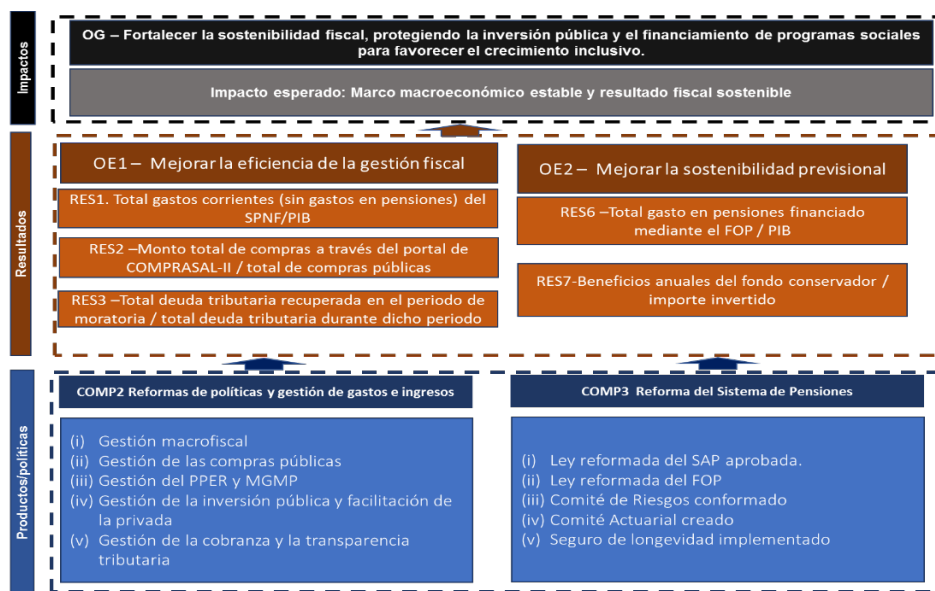 Impactos
OG – Fortalecer la sostenibilidad fiscal, protegiendo la inversión pública y el financiamiento de programas sociales
para favorecer el crecimiento inclusivo.
Impacto esperado: Marco macroeconómico estable y resultado fiscal sostenible
Resultados
OE1 – Mejorar la eficiencia de la gestión fiscal
RES1. Total gastos corrientes (sin gastos en pensiones) del
SPNF/PIB
RES2 –Monto total de compras a través del portal de
COMPRASAL-II / total de compras públicas
RES3 –Total deuda tributaria recuperada en el periodo de
moratoria / total deuda tributaria durante dicho periodo
OE2 – Mejorar la sostenibilidad previsional
RES6 –Total gasto en pensiones financiado
mediante el FOP / PIB
RES7-Beneficios anuales del fondo conservador /
importe invertido
Productos/políticas
COMP2 Reformas de políticas y gestión de gastos e ingresos
(i) Gestión macrofiscal
(ii) Gestión de las compras públicas
(iii) Gestión del PPER y MGMP
(iv) Gestión de la inversión pública y facilitación de
la privada
(v) Gestión de la cobranza y la transparencia
tributaria
COMP3 Reforma del Sistema de Pensiones
(i) Ley reformada del SAP aprobada.
(ii) Ley reformada del FOP
(iii) Comité de Riesgos conformado
(iv) Comité Actuarial creado
(v) Seguro de longevidad implementado